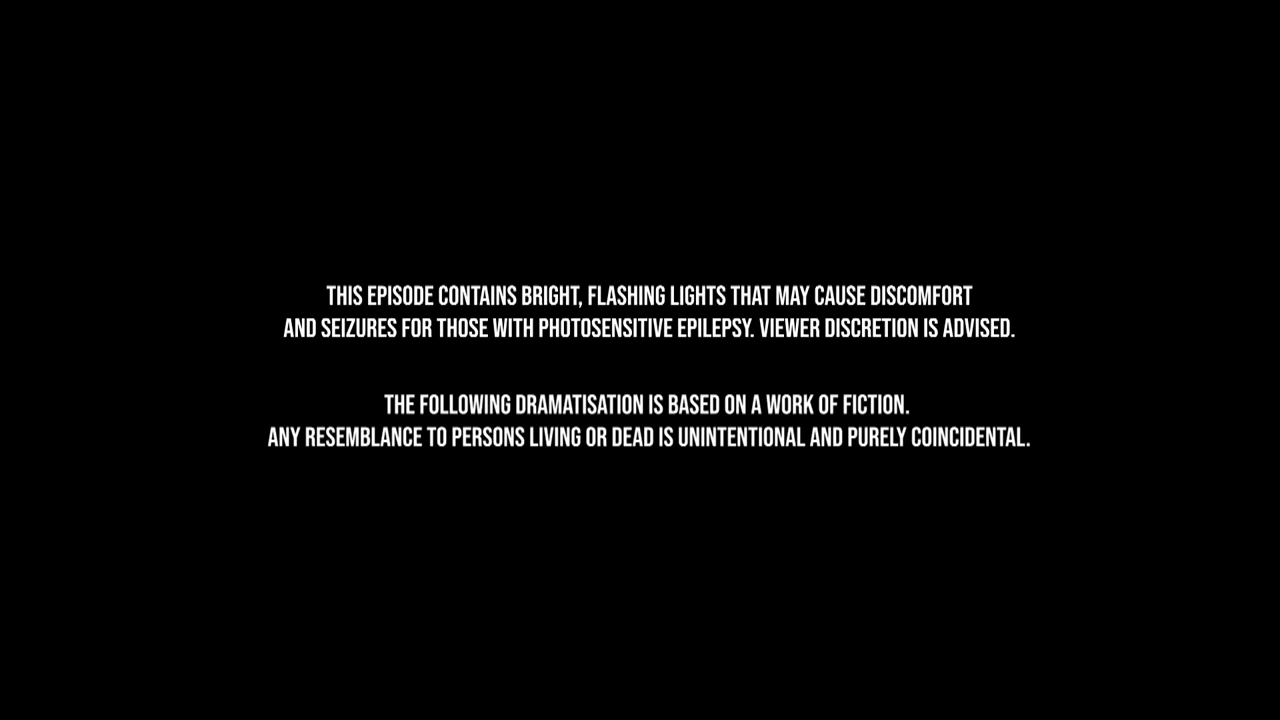 THIS EPISODE CONTAINS BRIGHT, FLASHING LIGHTS THAT MAY CAUSE DISCOMFORT
AND SEIZURES FOR THOSE WITH PHOTOSENSITIVE EPILEPSY. VIEWER DISCRETION IS ADVISED.
THE FOLLOWING DRAMATISATION IS BASED ON A WORK OF FICTION.
ANY RESEMBLANCE TO PERSONS LIVING OR DEAD IS UNINTENTIONAL AND PURELY COINCIDENTAL.